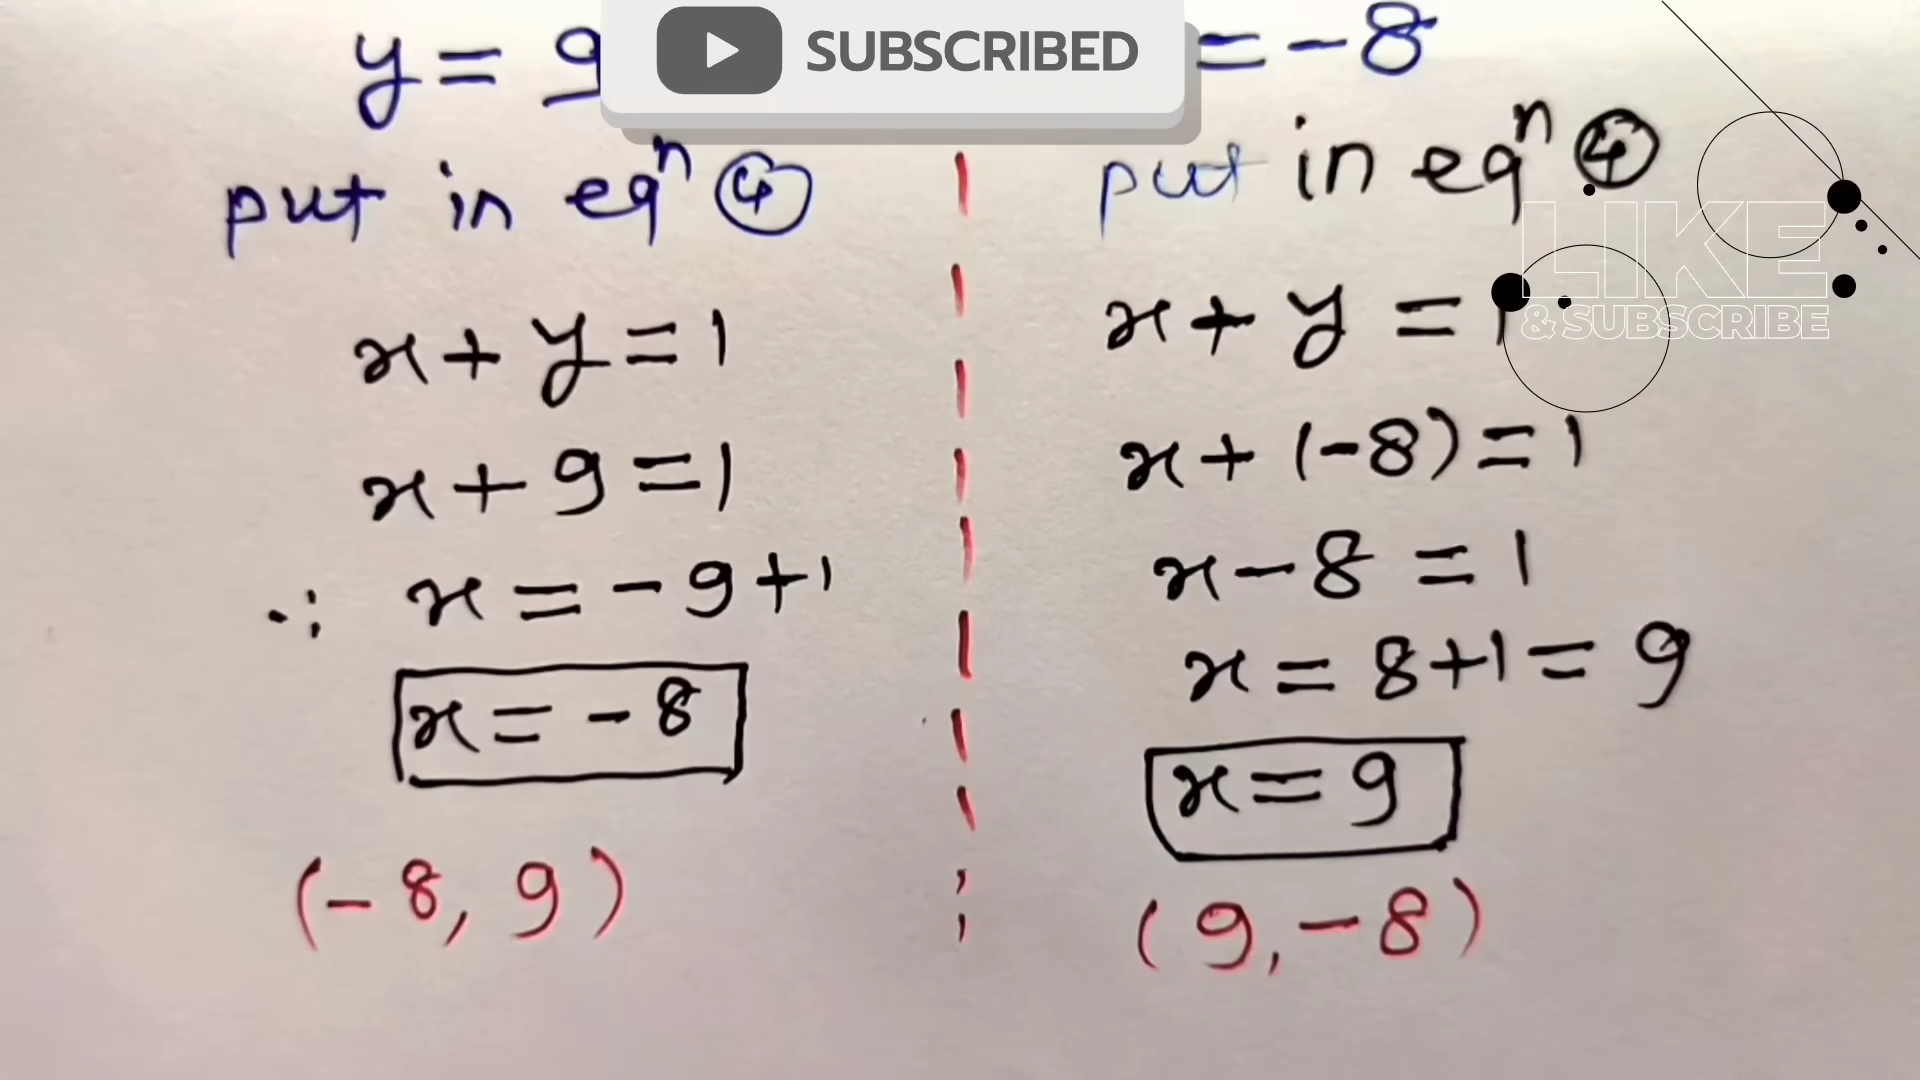 y = 9
SUBSCRIBED
= -8
put in eqⁿ ④
x + y = 1
x + 9 = 1
∴ x = -9+1
x = -8
(-8, 9)
put in eqⁿ ④
x + y = 1
x + (-8) = 1
x - 8 = 1
x = 8+1 = 9
x = 9
(9, -8)
LIKE
& SUBSCRIBE